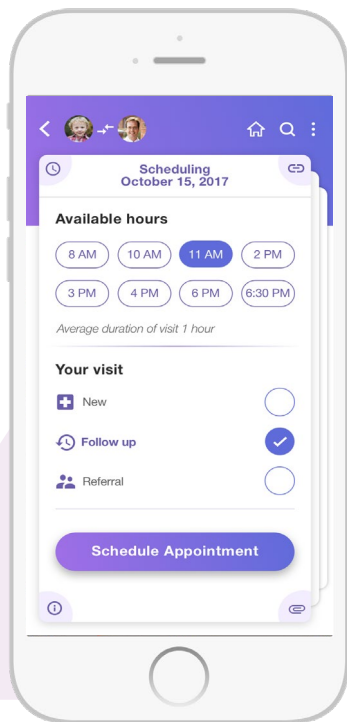 Scheduling
October 15, 2017
Available hours
8 AM 10 AM 11 AM 2 PM
3 PM 4 PM 6 PM 6:30 PM
Average duration of visit 1 hour
Your visit
New
Follow up
Referral
Schedule Appointment